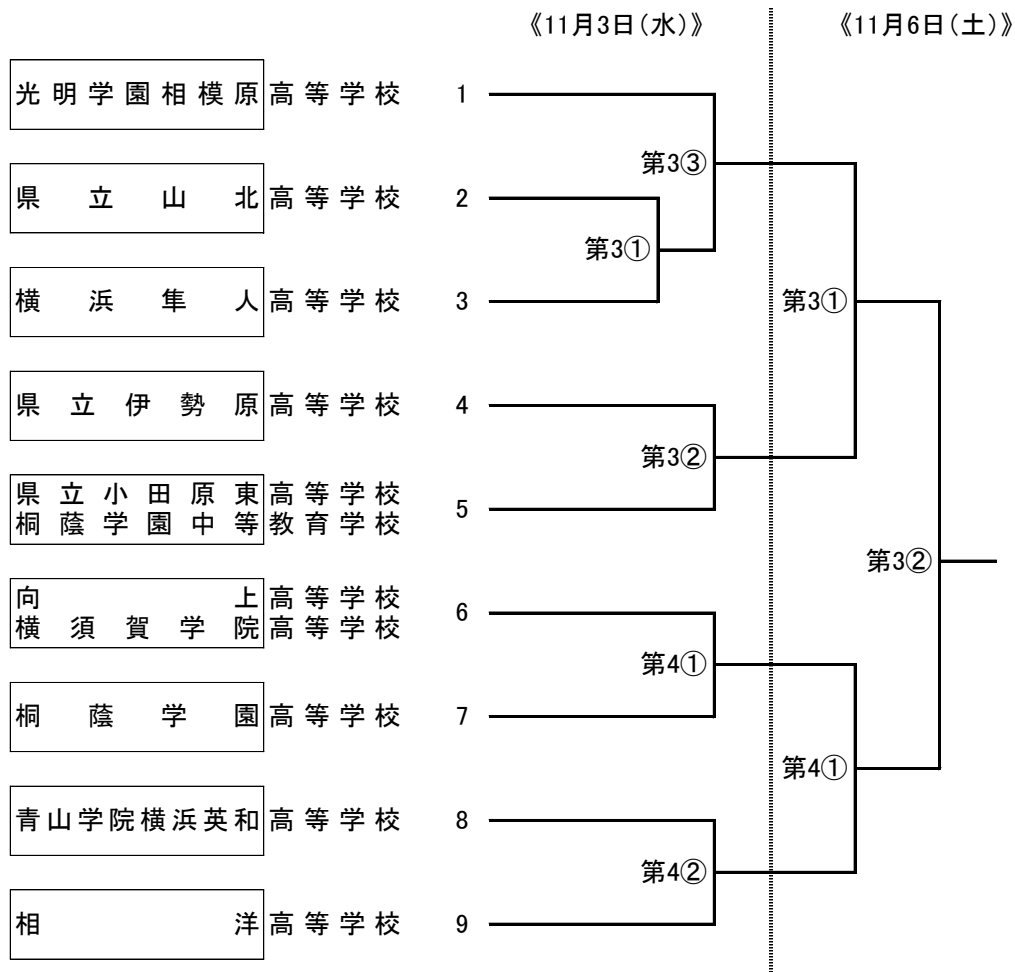 《11月3日(水)》 《11月6日(土)》
光明学園相模原高等学校 1
第3③
県立山北高等学校 2
第3①
横浜隼人高等学校 3 第3①
県立伊勢原高等学校 4
第3②
県立小田原東高等学校
桐蔭学園中等教育学校 5
第3②
向上高等学校
横須賀学院高等学校 6
第4①
桐蔭学園高等学校 7
第4①
青山学院横浜英和高等学校 8
第4②
相洋高等学校 9